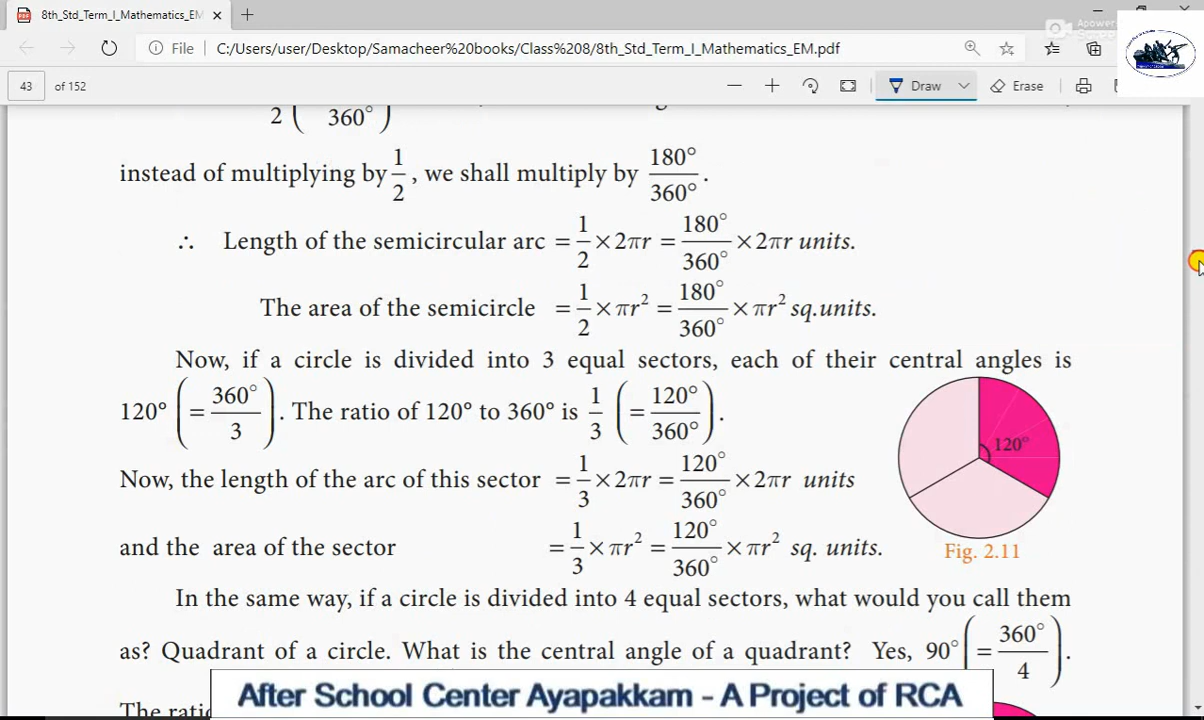 8th_Std_Term_I_Mathematics_EM.
File C:/Users/user/Desktop/Samacheer%20books/Class%208/8th_Std_Term_I_Mathematics_EM.pdf
43 of 152 Draw Erase
2 ( 360° )
instead of multiplying by 1/2, we shall multiply by 180°/360°.
∴ Length of the semicircular arc = 1/2 × 2πr = 180°/360° × 2πr units.
The area of the semicircle = 1/2 × πr² = 180°/360° × πr² sq.units.
Now, if a circle is divided into 3 equal sectors, each of their central angles is
120° (= 360°/3). The ratio of 120° to 360° is 1/3 (= 120°/360°).
120°
Now, the length of the arc of this sector = 1/3 × 2πr = 120°/360° × 2πr units
and the area of the sector = 1/3 × πr² = 120°/360° × πr² sq. units.
Fig. 2.11
In the same way, if a circle is divided into 4 equal sectors, what would you call them
as? Quadrant of a circle. What is the central angle of a quadrant? Yes, 90° (= 360°/4).
After School Center Ayapakkam - A Project of RCA